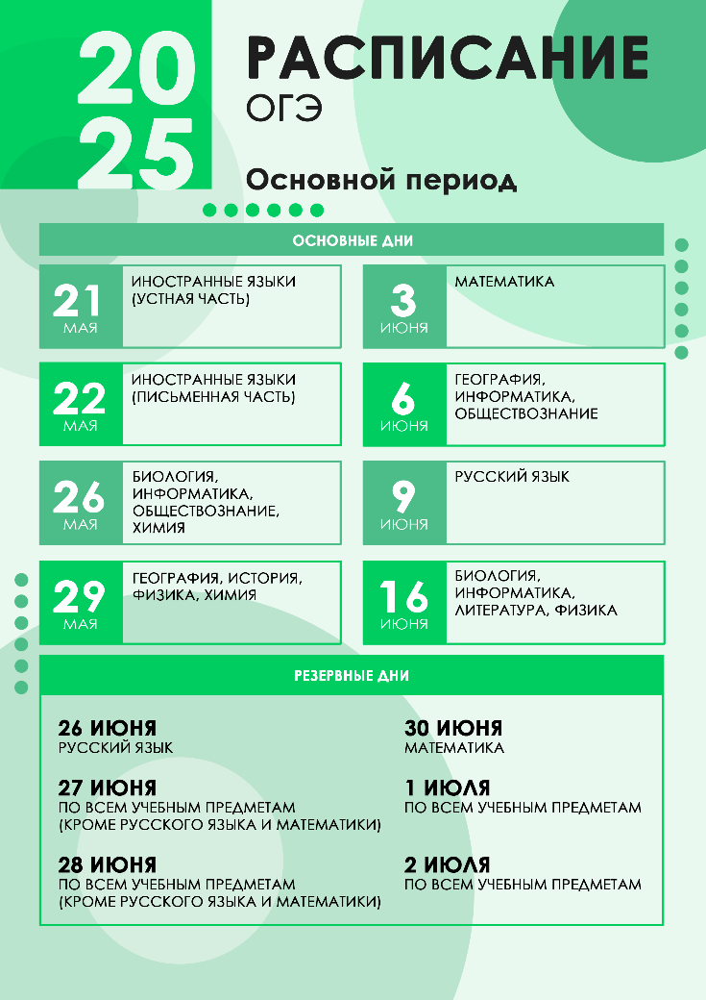 20
25
РАСПИСАНИЕ
ОГЭ
Основной период
ОСНОВНЫЕ ДНИ
21
МАЯ
ИНОСТРАННЫЕ ЯЗЫКИ
(УСТНАЯ ЧАСТЬ)
3
ИЮНЯ
МАТЕМАТИКА
22
МАЯ
ИНОСТРАННЫЕ ЯЗЫКИ
(ПИСЬМЕННАЯ ЧАСТЬ)
6
ИЮНЯ
ГЕОГРАФИЯ,
ИНФОРМАТИКА,
ОБЩЕСТВОЗНАНИЕ
26
МАЯ
БИОЛОГИЯ,
ИНФОРМАТИКА,
ОБЩЕСТВОЗНАНИЕ,
ХИМИЯ
9
ИЮНЯ
РУССКИЙ ЯЗЫК
29
МАЯ
ГЕОГРАФИЯ, ИСТОРИЯ,
ФИЗИКА, ХИМИЯ
16
ИЮНЯ
БИОЛОГИЯ,
ИНФОРМАТИКА,
ЛИТЕРАТУРА, ФИЗИКА
РЕЗЕРВНЫЕ ДНИ
26 ИЮНЯ
РУССКИЙ ЯЗЫК
27 ИЮНЯ
ПО ВСЕМ УЧЕБНЫМ ПРЕДМЕТАМ
(КРОМЕ РУССКОГО ЯЗЫКА И МАТЕМАТИКИ)
28 ИЮНЯ
ПО ВСЕМ УЧЕБНЫМ ПРЕДМЕТАМ
(КРОМЕ РУССКОГО ЯЗЫКА И МАТЕМАТИКИ)
30 ИЮНЯ
МАТЕМАТИКА
1 ИЮЛЯ
ПО ВСЕМ УЧЕБНЫМ ПРЕДМЕТАМ
2 ИЮЛЯ
ПО ВСЕМ УЧЕБНЫМ ПРЕДМЕТАМ